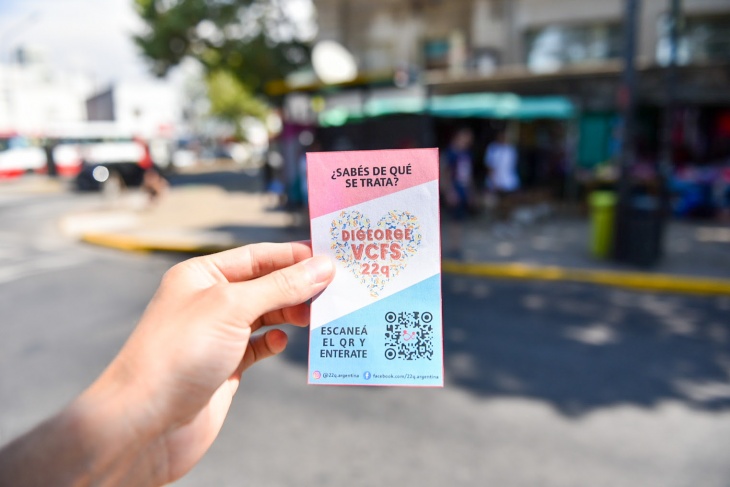 ¿SABÉS DE QUÉ
SE TRATA?
DIGEORGE
VCFS
22q
ESCANEÁ
EL QR Y
ENTERATE
@22q.argentina facebook.com/22q.argentina